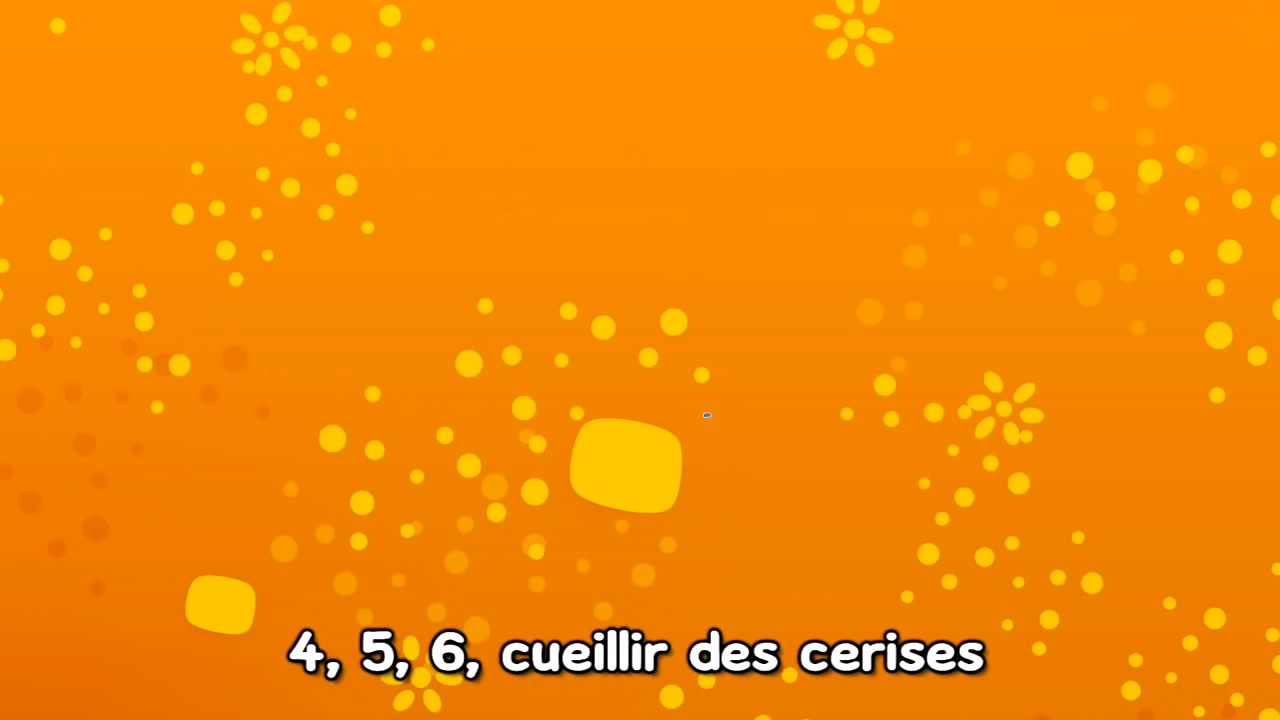 4, 5, 6, cueillir des cerises